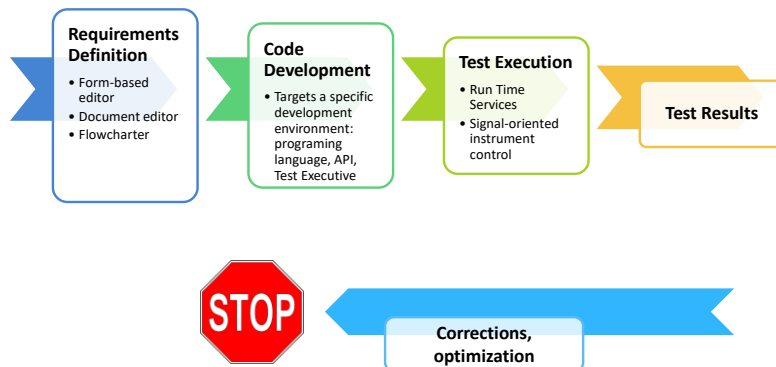 Requirements
Definition
• Form-based
editor
• Document editor
• Flowcharter
Code
Development
• Targets a specific
development
environment:
programing
language, API,
Test Executive
Test Execution
• Run Time
Services
• Signal-oriented
instrument
control
Test Results
STOP
Corrections,
optimization